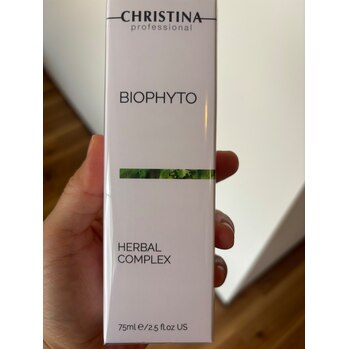 CHRISTINA
professional
BIOPHYTO
HERBAL
COMPLEX
75ml ℮/2.5 fl.oz US